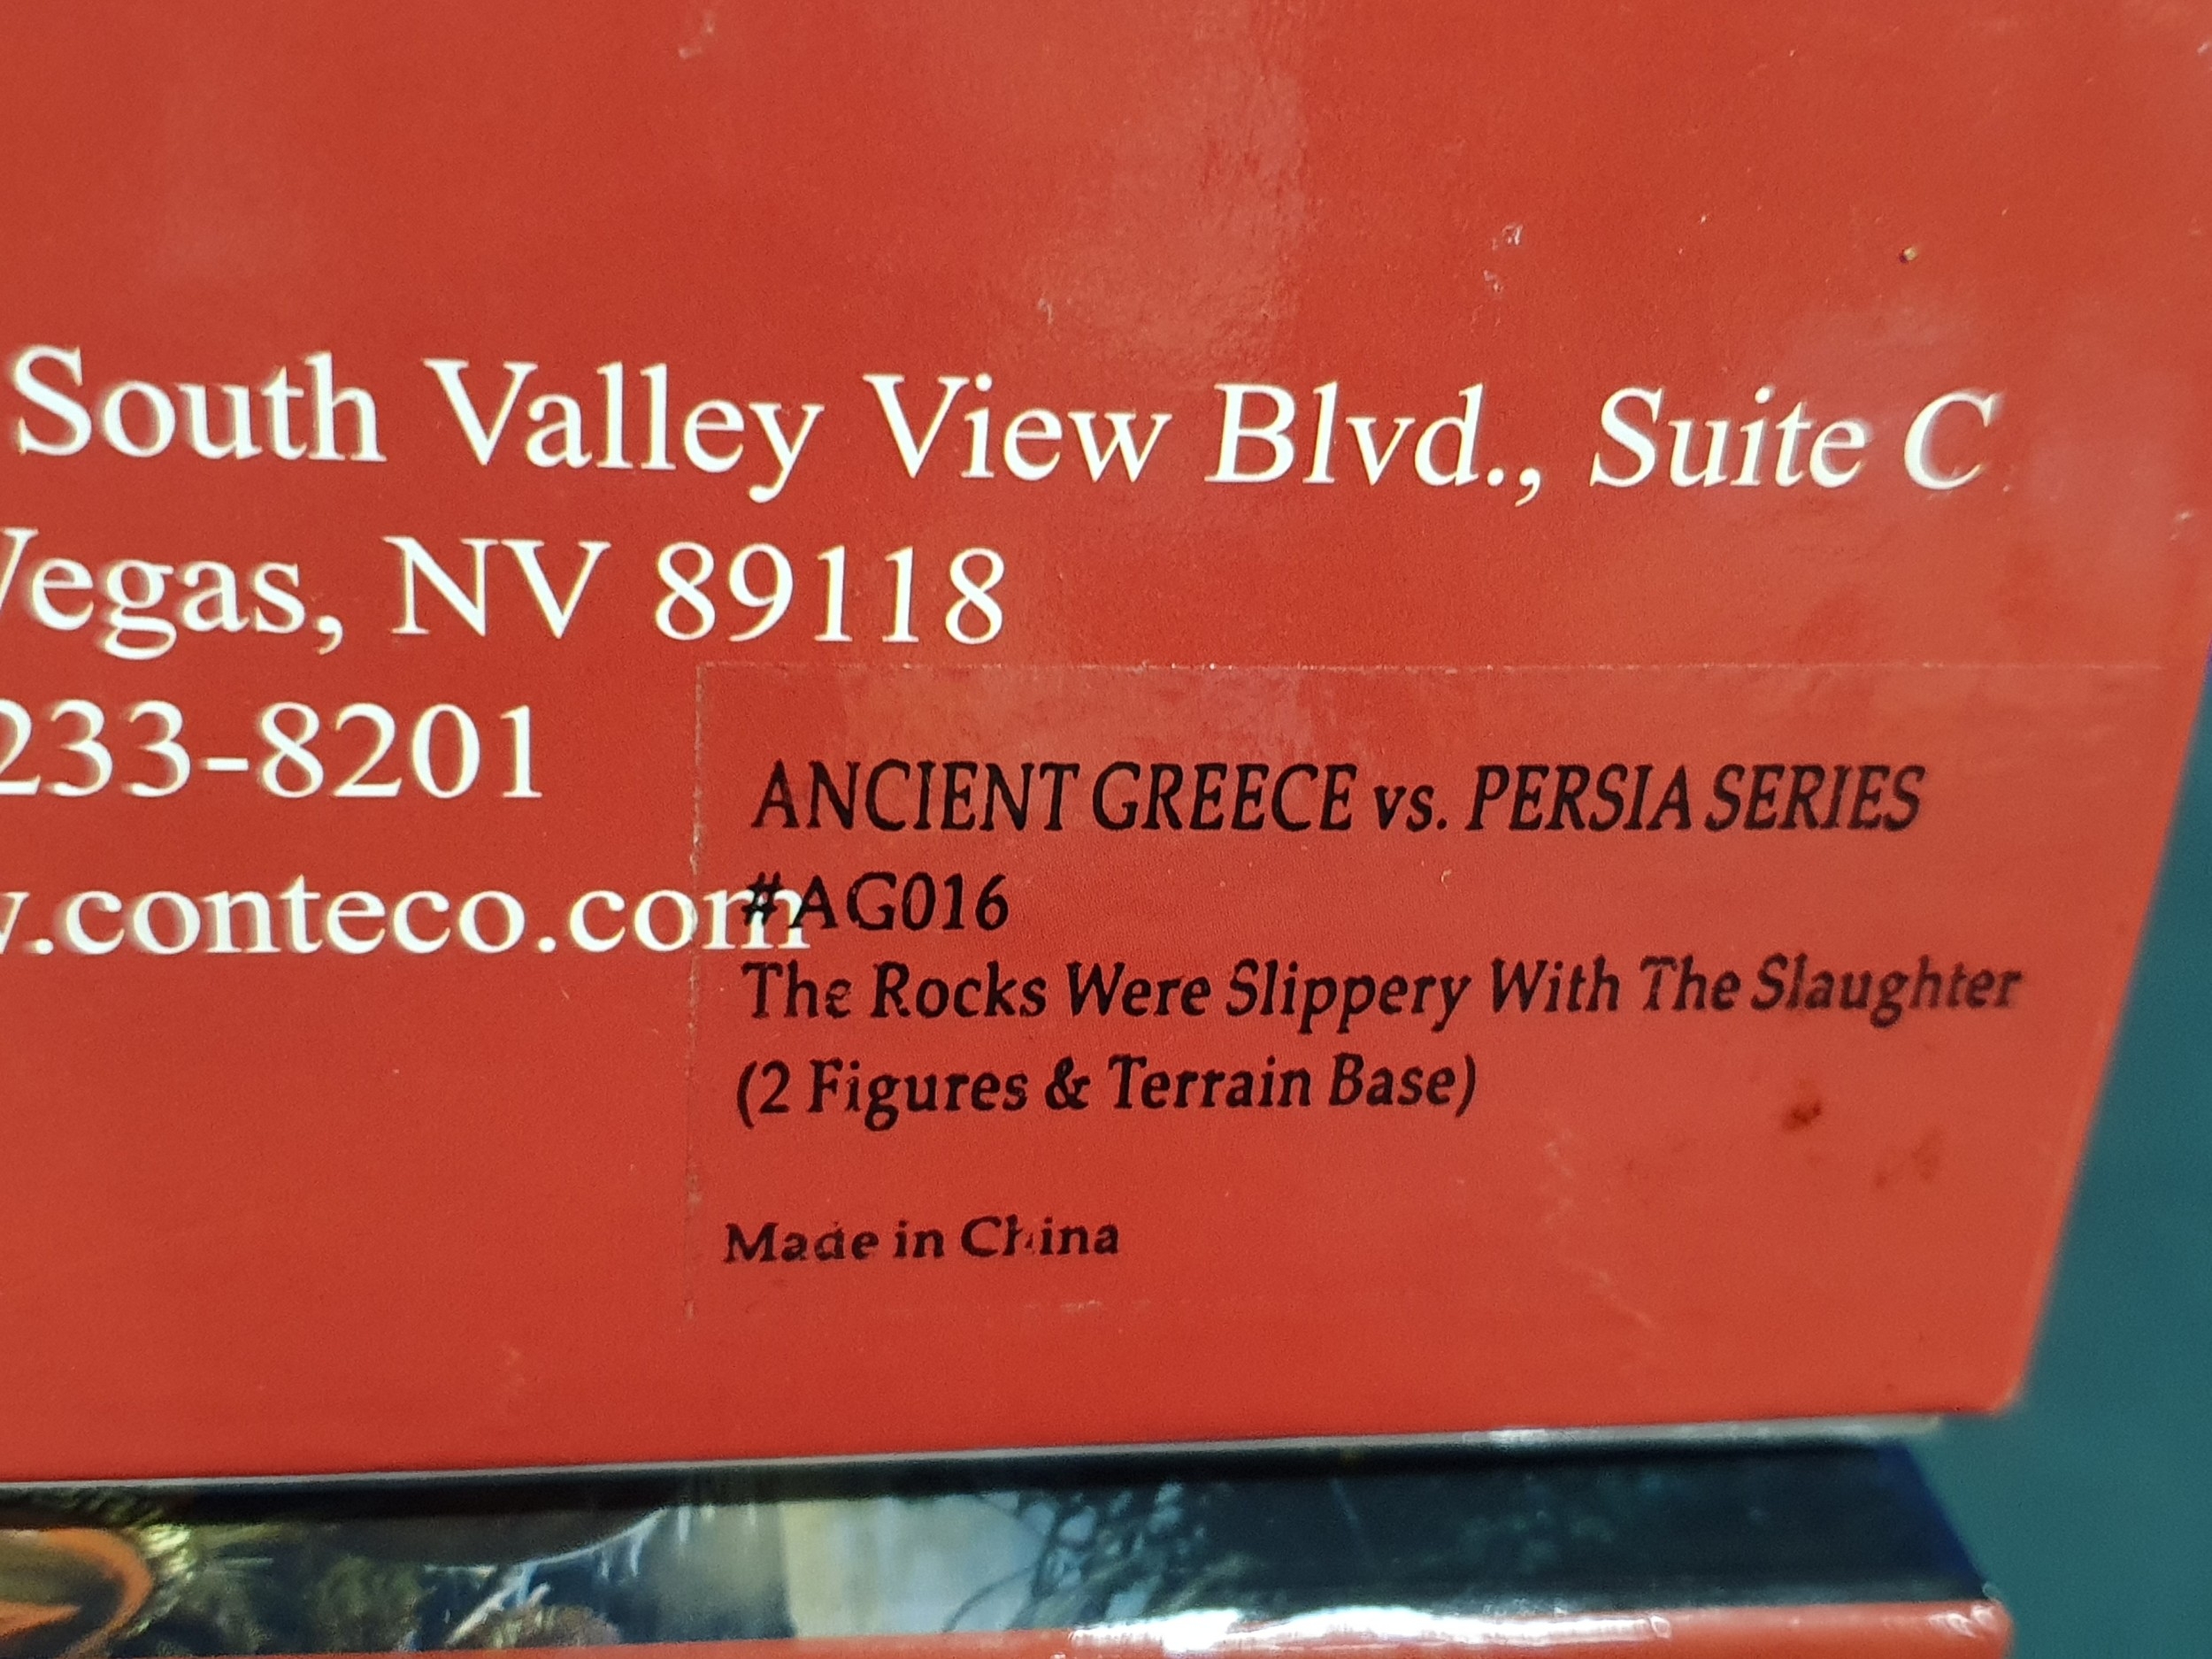 South Valley View Blvd., Suite C
Vegas, NV 89118
233-8201
.conteco.com
ANCIENT GREECE vs. PERSIA SERIES
#AG016
The Rocks Were Slippery With The Slaughter
(2 Figures & Terrain Base)
Made in China